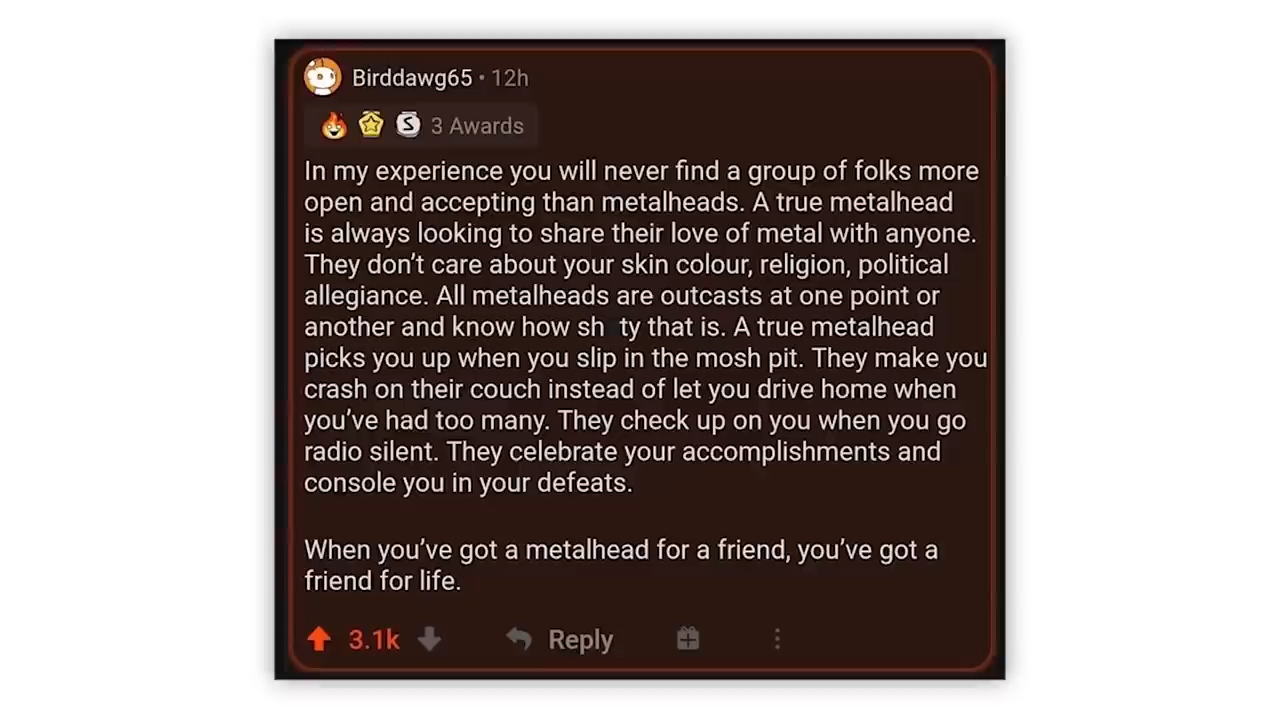 Birddawg65 • 12h
3 Awards
In my experience you will never find a group of folks more
open and accepting than metalheads. A true metalhead
is always looking to share their love of metal with anyone.
They don’t care about your skin colour, religion, political
allegiance. All metalheads are outcasts at one point or
another and know how sh ty that is. A true metalhead
picks you up when you slip in the mosh pit. They make you
crash on their couch instead of let you drive home when
you’ve had too many. They check up on you when you go
radio silent. They celebrate your accomplishments and
console you in your defeats.
When you’ve got a metalhead for a friend, you’ve got a
friend for life.
3.1k Reply